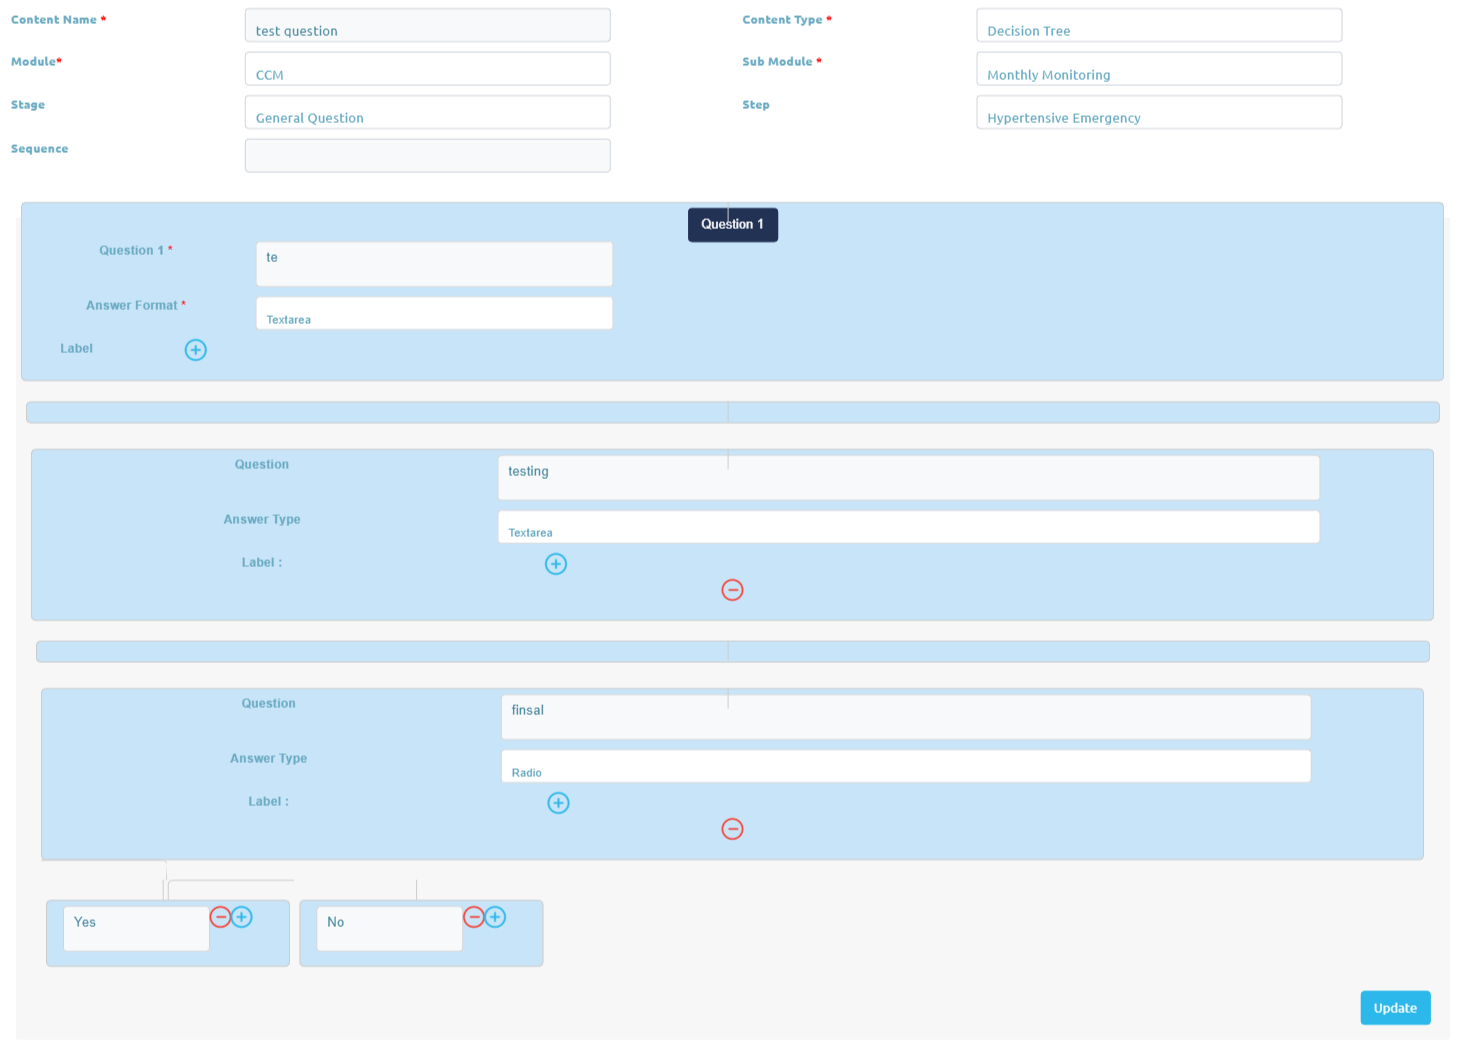 Content Name * test question Content Type * Decision Tree
Module* CCM Sub Module * Monthly Monitoring
Stage General Question Step Hypertensive Emergency
Sequence
Question 1
Question 1 * te
Answer Format * Textarea
Label
Question testing
Answer Type Textarea
Label :
Question finsal
Answer Type Radio
Label :
Yes No
Update